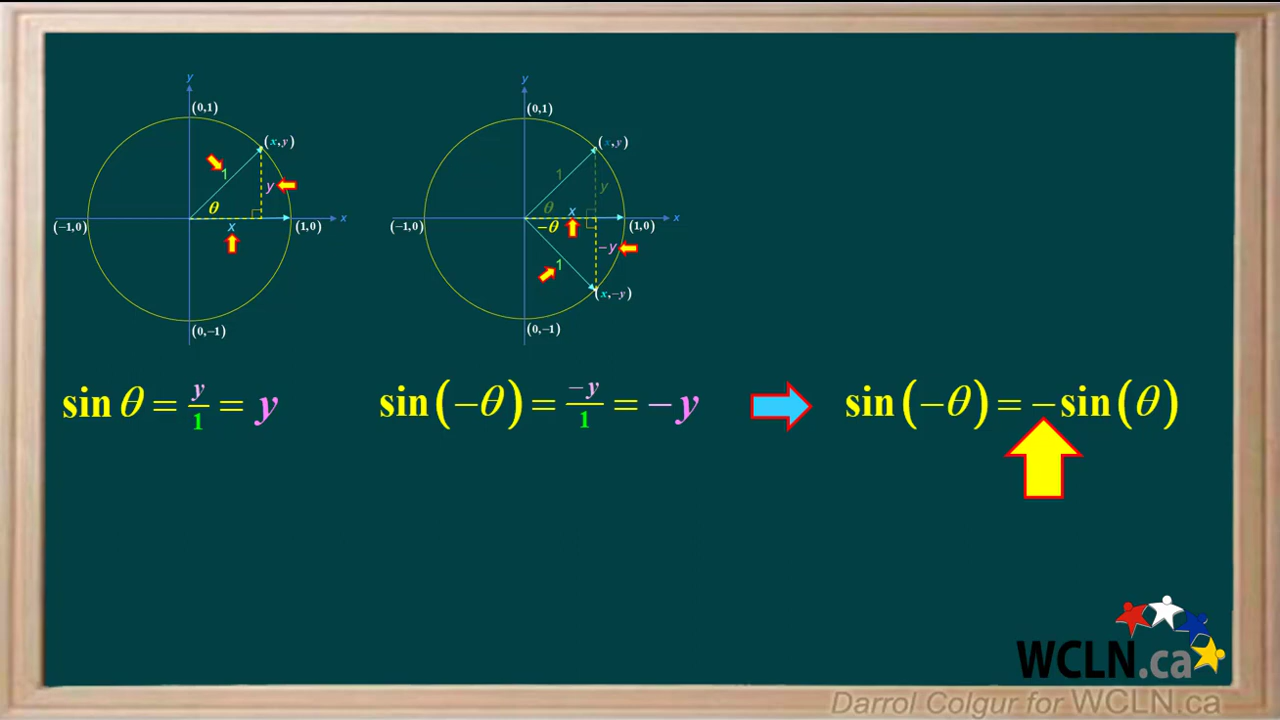 y
(0,1)
(x,y)
1
y
θ
(−1,0)
x
(1,0)
x
(0,−1)
y
(0,1)
(x,y)
1
y
θ
x
x
(−1,0)
−θ
(1,0)
−y
1
(x,−y)
(0,−1)
sin θ = y/1 = y
sin(−θ) = −y/1 = −y
sin(−θ) = −sin(θ)
WCLN.ca
Darrol Colgur for WCLN.ca